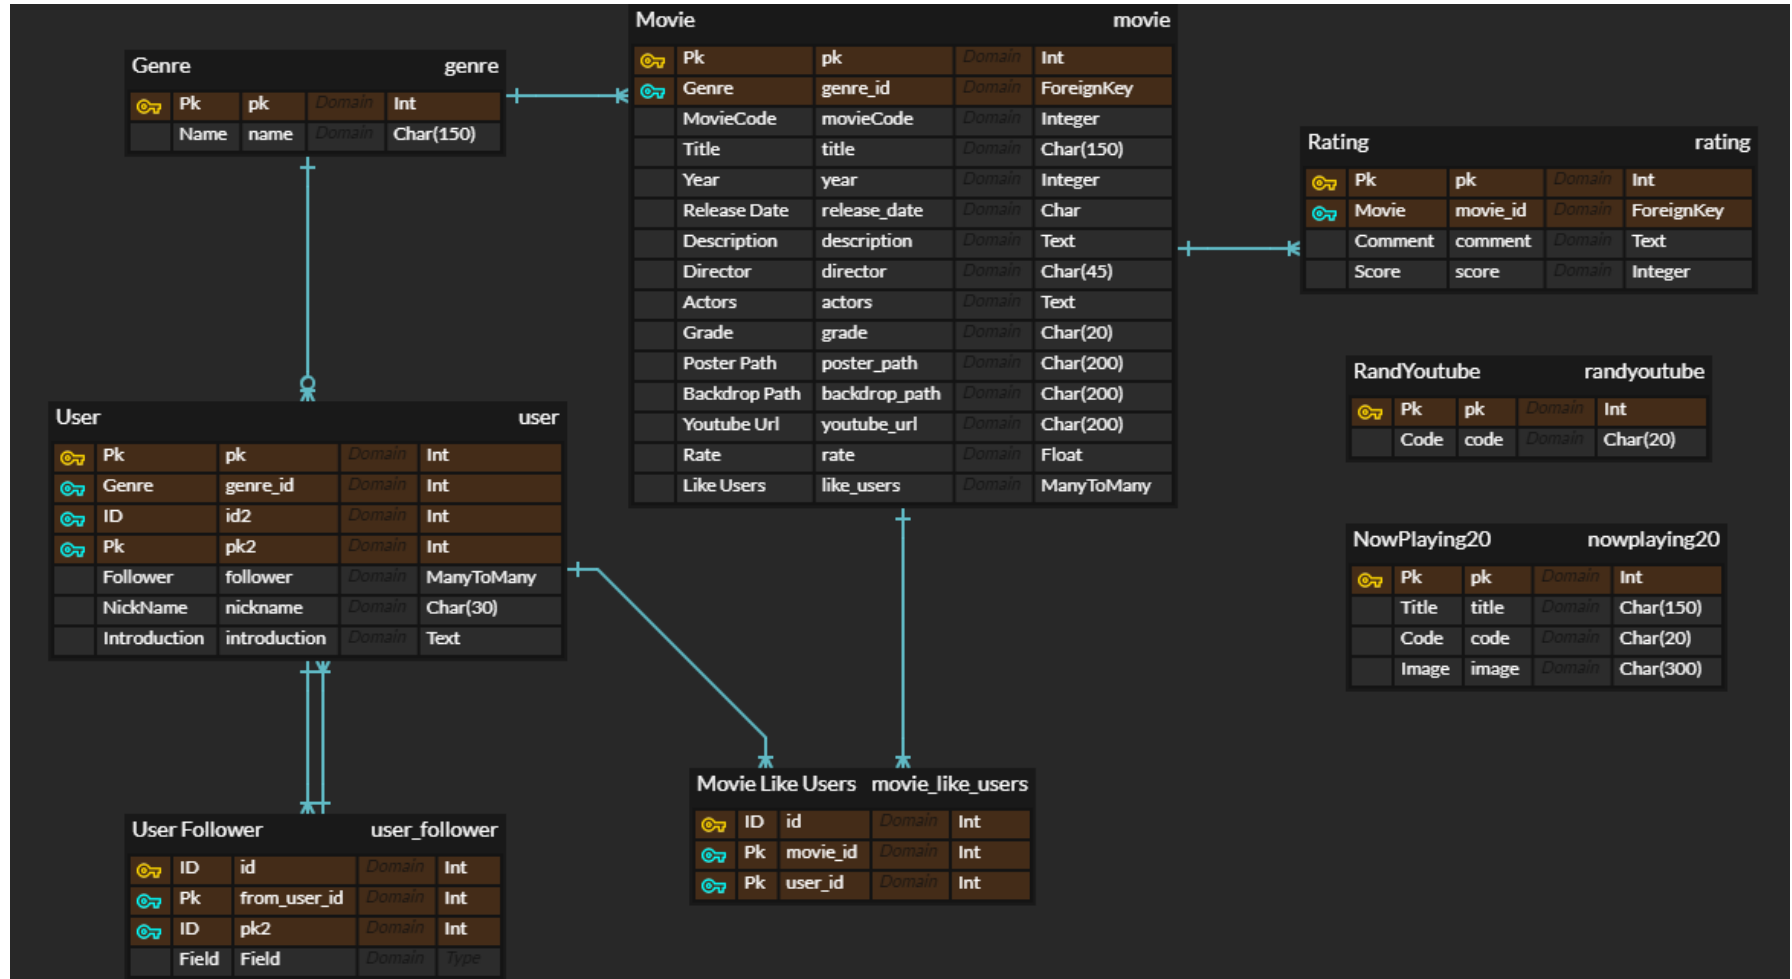 Genre genre
Pk pk Domain Int
Name name Domain Char(150)
Movie movie
Pk pk Domain Int
Genre genre_id Domain ForeignKey
MovieCode movieCode Domain Integer
Title title Domain Char(150)
Year year Domain Integer
Release Date release_date Domain Char
Description description Domain Text
Director director Domain Char(45)
Actors actors Domain Text
Grade grade Domain Char(20)
Poster Path poster_path Domain Char(200)
Backdrop Path backdrop_path Domain Char(200)
Youtube Url youtube_url Domain Char(200)
Rate rate Domain Float
Like Users like_users Domain ManyToMany
Rating rating
Pk pk Domain Int
Movie movie_id Domain ForeignKey
Comment comment Domain Text
Score score Domain Integer
RandYoutube randyoutube
Pk pk Domain Int
Code code Domain Char(20)
User user
Pk pk Domain Int
Genre genre_id Domain Int
ID id2 Domain Int
Pk pk2 Domain Int
Follower follower Domain ManyToMany
NickName nickname Domain Char(30)
Introduction introduction Domain Text
NowPlaying20 nowplaying20
Pk pk Domain Int
Title title Domain Char(150)
Code code Domain Char(20)
Image image Domain Char(300)
User Follower user_follower
ID id Domain Int
Pk from_user_id Domain Int
ID pk2 Domain Int
Field Field Domain Type
Movie Like Users movie_like_users
ID id Domain Int
Pk movie_id Domain Int
Pk user_id Domain Int